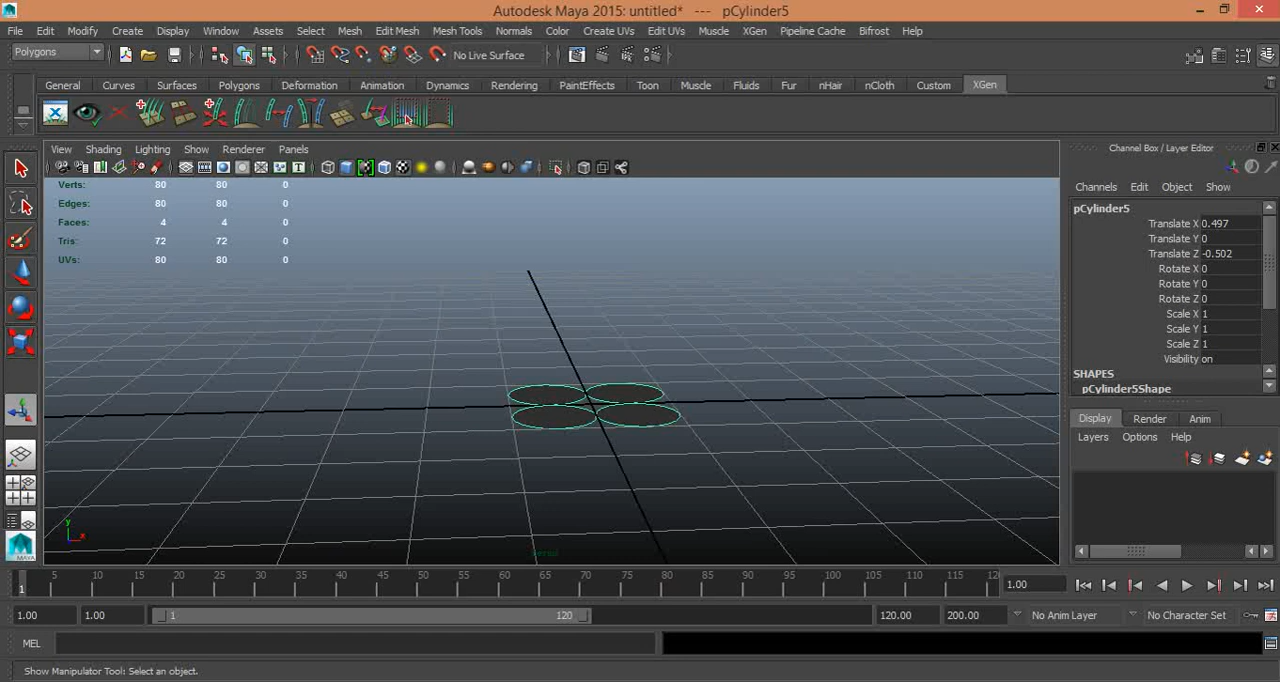 Autodesk Maya 2015: untitled* --- pCylinder5
File Edit Modify Create Display Window Assets Select Mesh Edit Mesh Mesh Tools Normals Color Create UVs Edit UVs Muscle XGen Pipeline Cache Bifrost Help
Polygons No Live Surface
General Curves Surfaces Polygons Deformation Animation Dynamics Rendering PaintEffects Toon Muscle Fluids Fur nHair nCloth Custom XGen
View Shading Lighting Show Renderer Panels
Channel Box / Layer Editor
Channels Edit Object Show
Verts: 80 80 0
Edges: 80 80 0
Faces: 4 4 0
Tris: 72 72 0
UVs: 80 80 0
persp
y
x
pCylinder5
Translate X 0.497
Translate Y 0
Translate Z -0.502
Rotate X 0
Rotate Y 0
Rotate Z 0
Scale X 1
Scale Y 1
Scale Z 1
Visibility on
SHAPES
pCylinder5Shape
Display Render Anim
Layers Options Help
MAYA
1 5 10 15 20 25 30 35 40 45 50 55 60 65 70 75 80 85 90 95 100 105 110 115 12
1.00
1.00 1.00 1 120 120.00 200.00 No Anim Layer No Character Set
MEL
Show Manipulator Tool: Select an object.